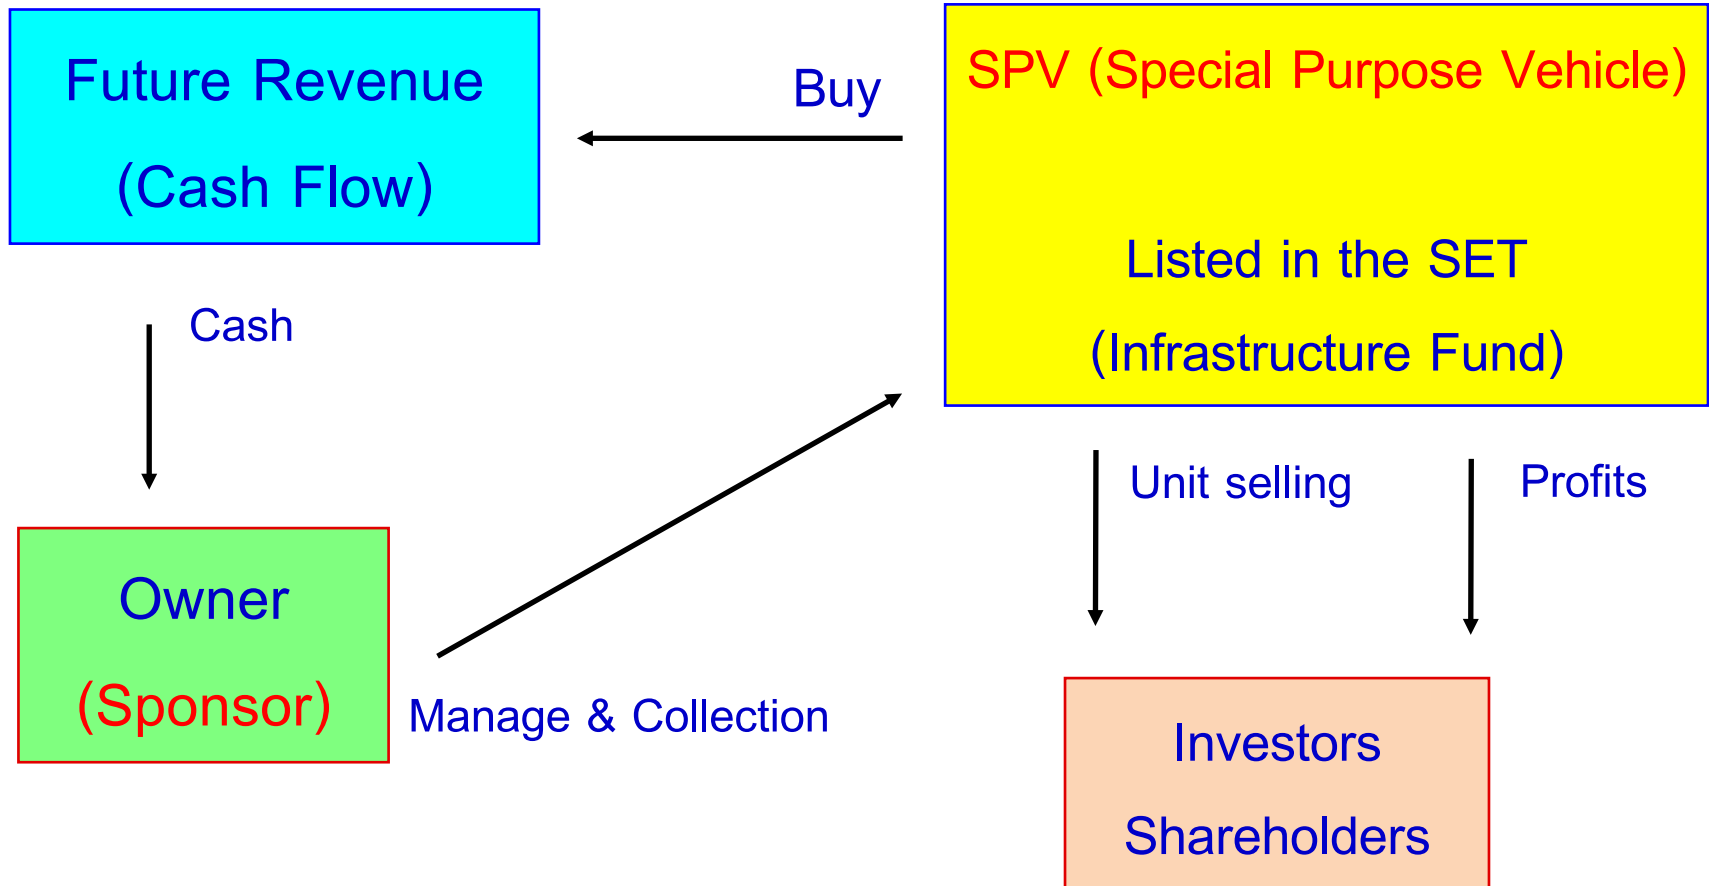 Future Revenue
(Cash Flow)
Buy
SPV (Special Purpose Vehicle)
Listed in the SET
(Infrastructure Fund)
Cash
Unit selling
Profits
Owner
(Sponsor)
Manage & Collection
Investors
Shareholders